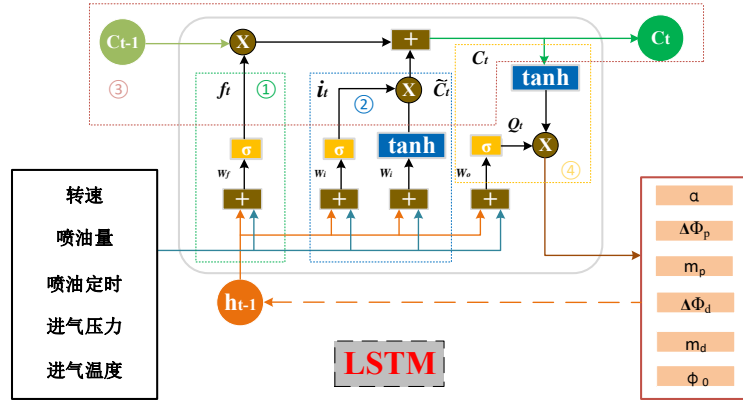 Ct-1
X
+
Ct
③
ft
①
it
②
C̃t
Ct
tanh
Qt
X
X
④
σ
σ
tanh
σ
Wf
Wi
Wi
Wo
+
+
+
+
转速
喷油量
喷油定时
进气压力
进气温度
ht-1
LSTM
α
ΔΦp
mp
ΔΦd
md
ϕ0